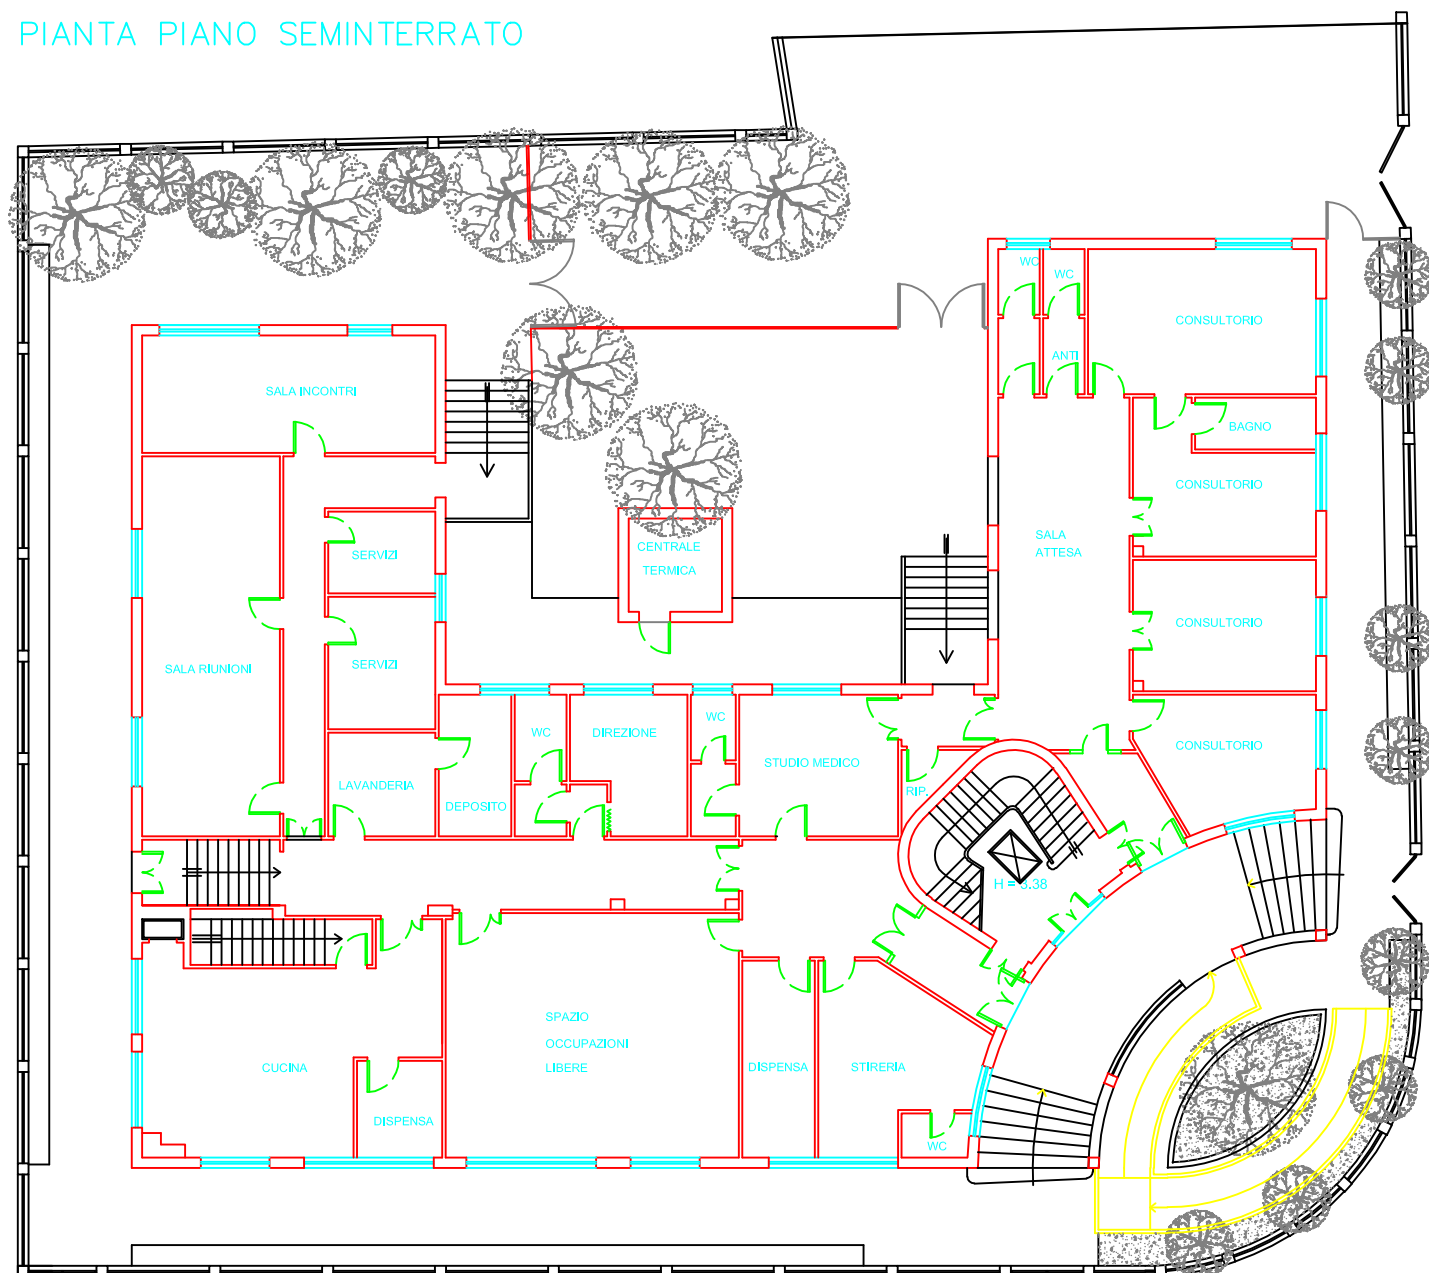 PIANTA PIANO SEMINTERRATO
WC
WC
CONSULTORIO
ANTI
SALA INCONTRI
BAGNO
CONSULTORIO
SALA
ATTESA
CENTRALE
TERMICA
SERVIZI
CONSULTORIO
SALA RIUNIONI
SERVIZI
WC
DIREZIONE
WC
STUDIO MEDICO
CONSULTORIO
LAVANDERIA
DEPOSITO
RIP.
H = 3.38
SPAZIO
OCCUPAZIONI
LIBERE
CUCINA
DISPENSA
STIRERIA
DISPENSA
WC